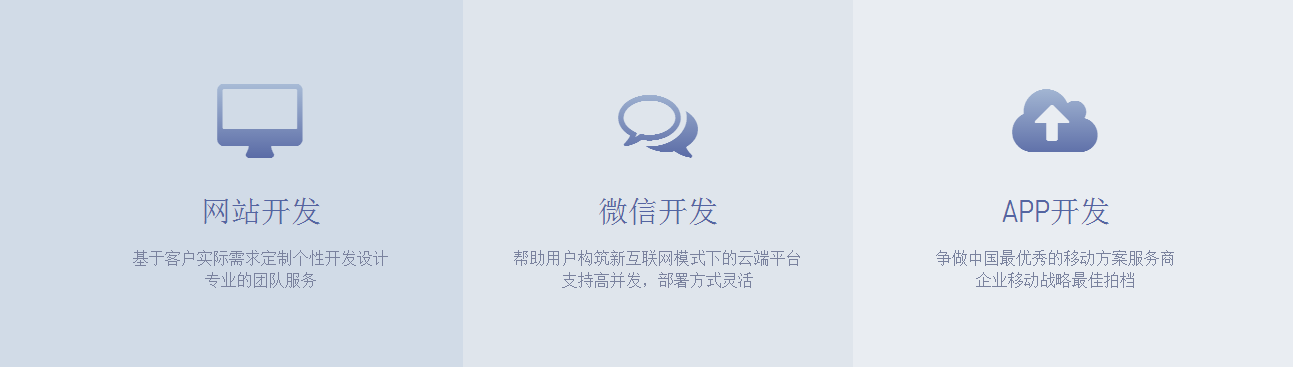 网站开发
基于客户实际需求定制个性开发设计
专业的团队服务
微信开发
帮助用户构筑新互联网模式下的云端平台
支持高并发，部署方式灵活
APP开发
争做中国最优秀的移动方案服务商
企业移动战略最佳拍档